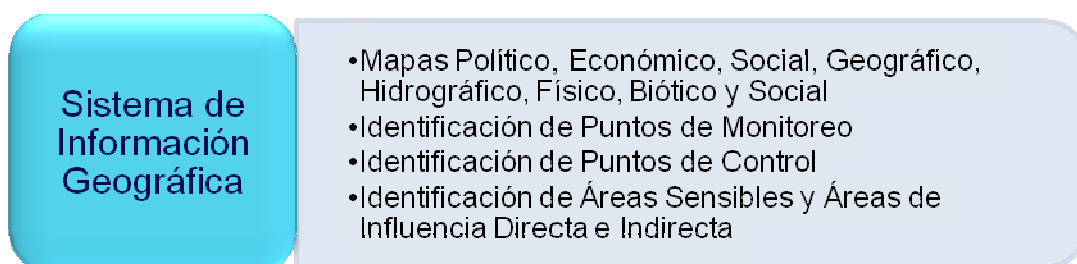 Sistema de
Información
Geográfica
•Mapas Político, Económico, Social, Geográfico,
Hidrográfico, Físico, Biótico y Social
•Identificación de Puntos de Monitoreo
•Identificación de Puntos de Control
•Identificación de Áreas Sensibles y Áreas de
Influencia Directa e Indirecta